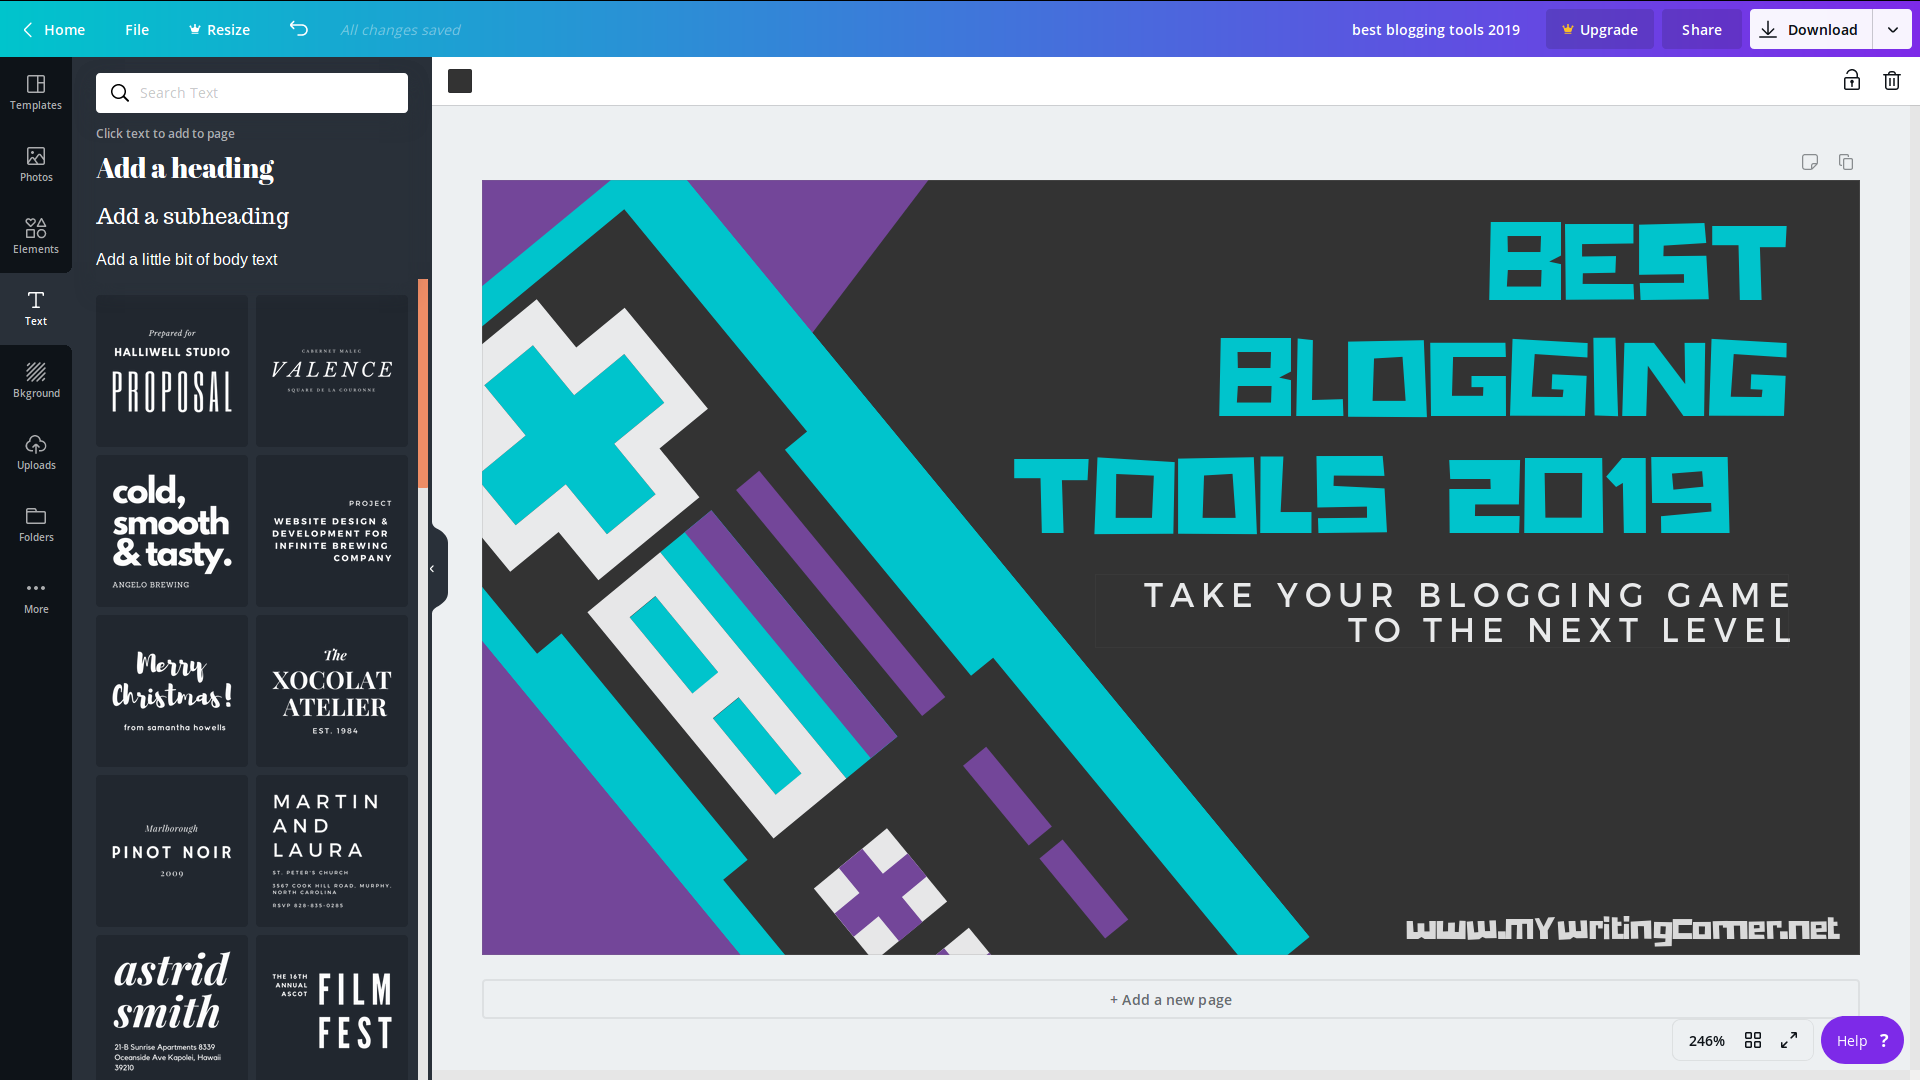 Home
File
Resize
All changes saved
best blogging tools 2019
Upgrade
Share
Download
Templates
Photos
Elements
Text
Bkground
Uploads
Folders
More
Search Text
Click text to add to page
Add a heading
Add a subheading
Add a little bit of body text
Prepared for
HALLIWELL STUDIO
PROPOSAL
CABERNET MALEC
VALENCE
SQUARE DE LA COURONNE
cold,
smooth
& tasty.
ANGELO BREWING
PROJECT
WEBSITE DESIGN &
DEVELOPMENT FOR
INFINITE BREWING
COMPANY
Merry
Christmas!
from samantha howells
The
XOCOLAT
ATELIER
EST. 1984
Marlborough
PINOT NOIR
2009
MARTIN
AND
LAURA
ST. PETER'S CHURCH
3567 COOK HILL ROAD, MURPHY,
NORTH CAROLINA
RSVP 828-835-0285
astrid
smith
21-B Sunrise Apartments 8339
Oceanside Ave Kapolei, Hawaii
39210
THE 16TH
ANNUAL
ASCOT
FILM
FEST
BEST
BLOGGING
TOOLS 2019
TAKE YOUR BLOGGING GAME
TO THE NEXT LEVEL
www.MYwritingCorner.net
+ Add a new page
246%
Help ?